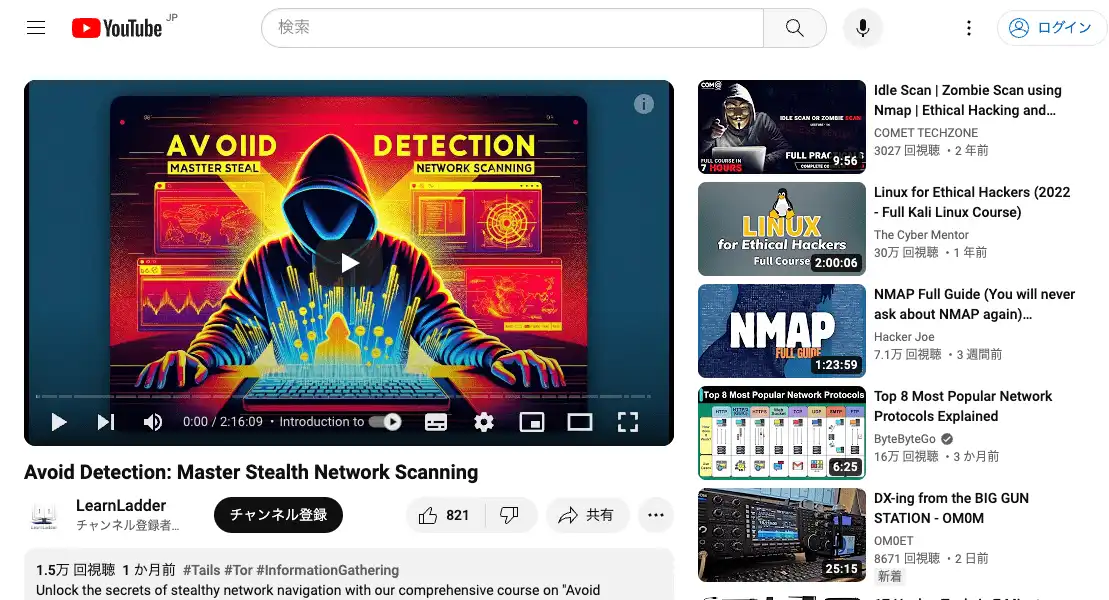 YouTube JP
検索
ログイン
AVOIID DETECTION
MASTTER STEAL NETWORK SCANNING
0:00 / 2:16:09 • Introduction to
Avoid Detection: Master Stealth Network Scanning
LearnLadder
チャンネル登録者...
チャンネル登録
821
共有
1.5万 回視聴 1 か月前 #Tails #Tor #InformationGathering
Unlock the secrets of stealthy network navigation with our comprehensive course on "Avoid
COM@
IDLE SCAN OR ZOMBIE SCAN
FULL COURSE IN
7 HOURS
9:56
Idle Scan | Zombie Scan using
Nmap | Ethical Hacking and…
COMET TECHZONE
3027 回視聴 ・2 年前
LINUX
for Ethical Hackers
Full Course
2:00:06
Linux for Ethical Hackers (2022
- Full Kali Linux Course)
The Cyber Mentor
30万 回視聴 ・1 年前
NMAP
FULL GUIDE
1:23:59
NMAP Full Guide (You will never
ask about NMAP again)…
Hacker Joe
7.1万 回視聴 ・3 週間前
Top 8 Most Popular Network Protocols
6:25
Top 8 Most Popular Network
Protocols Explained
ByteByteGo
16万 回視聴 ・3 か月前
25:15
DX-ing from the BIG GUN
STATION - OM0M
OM0ET
8671 回視聴 ・2 日前
新着